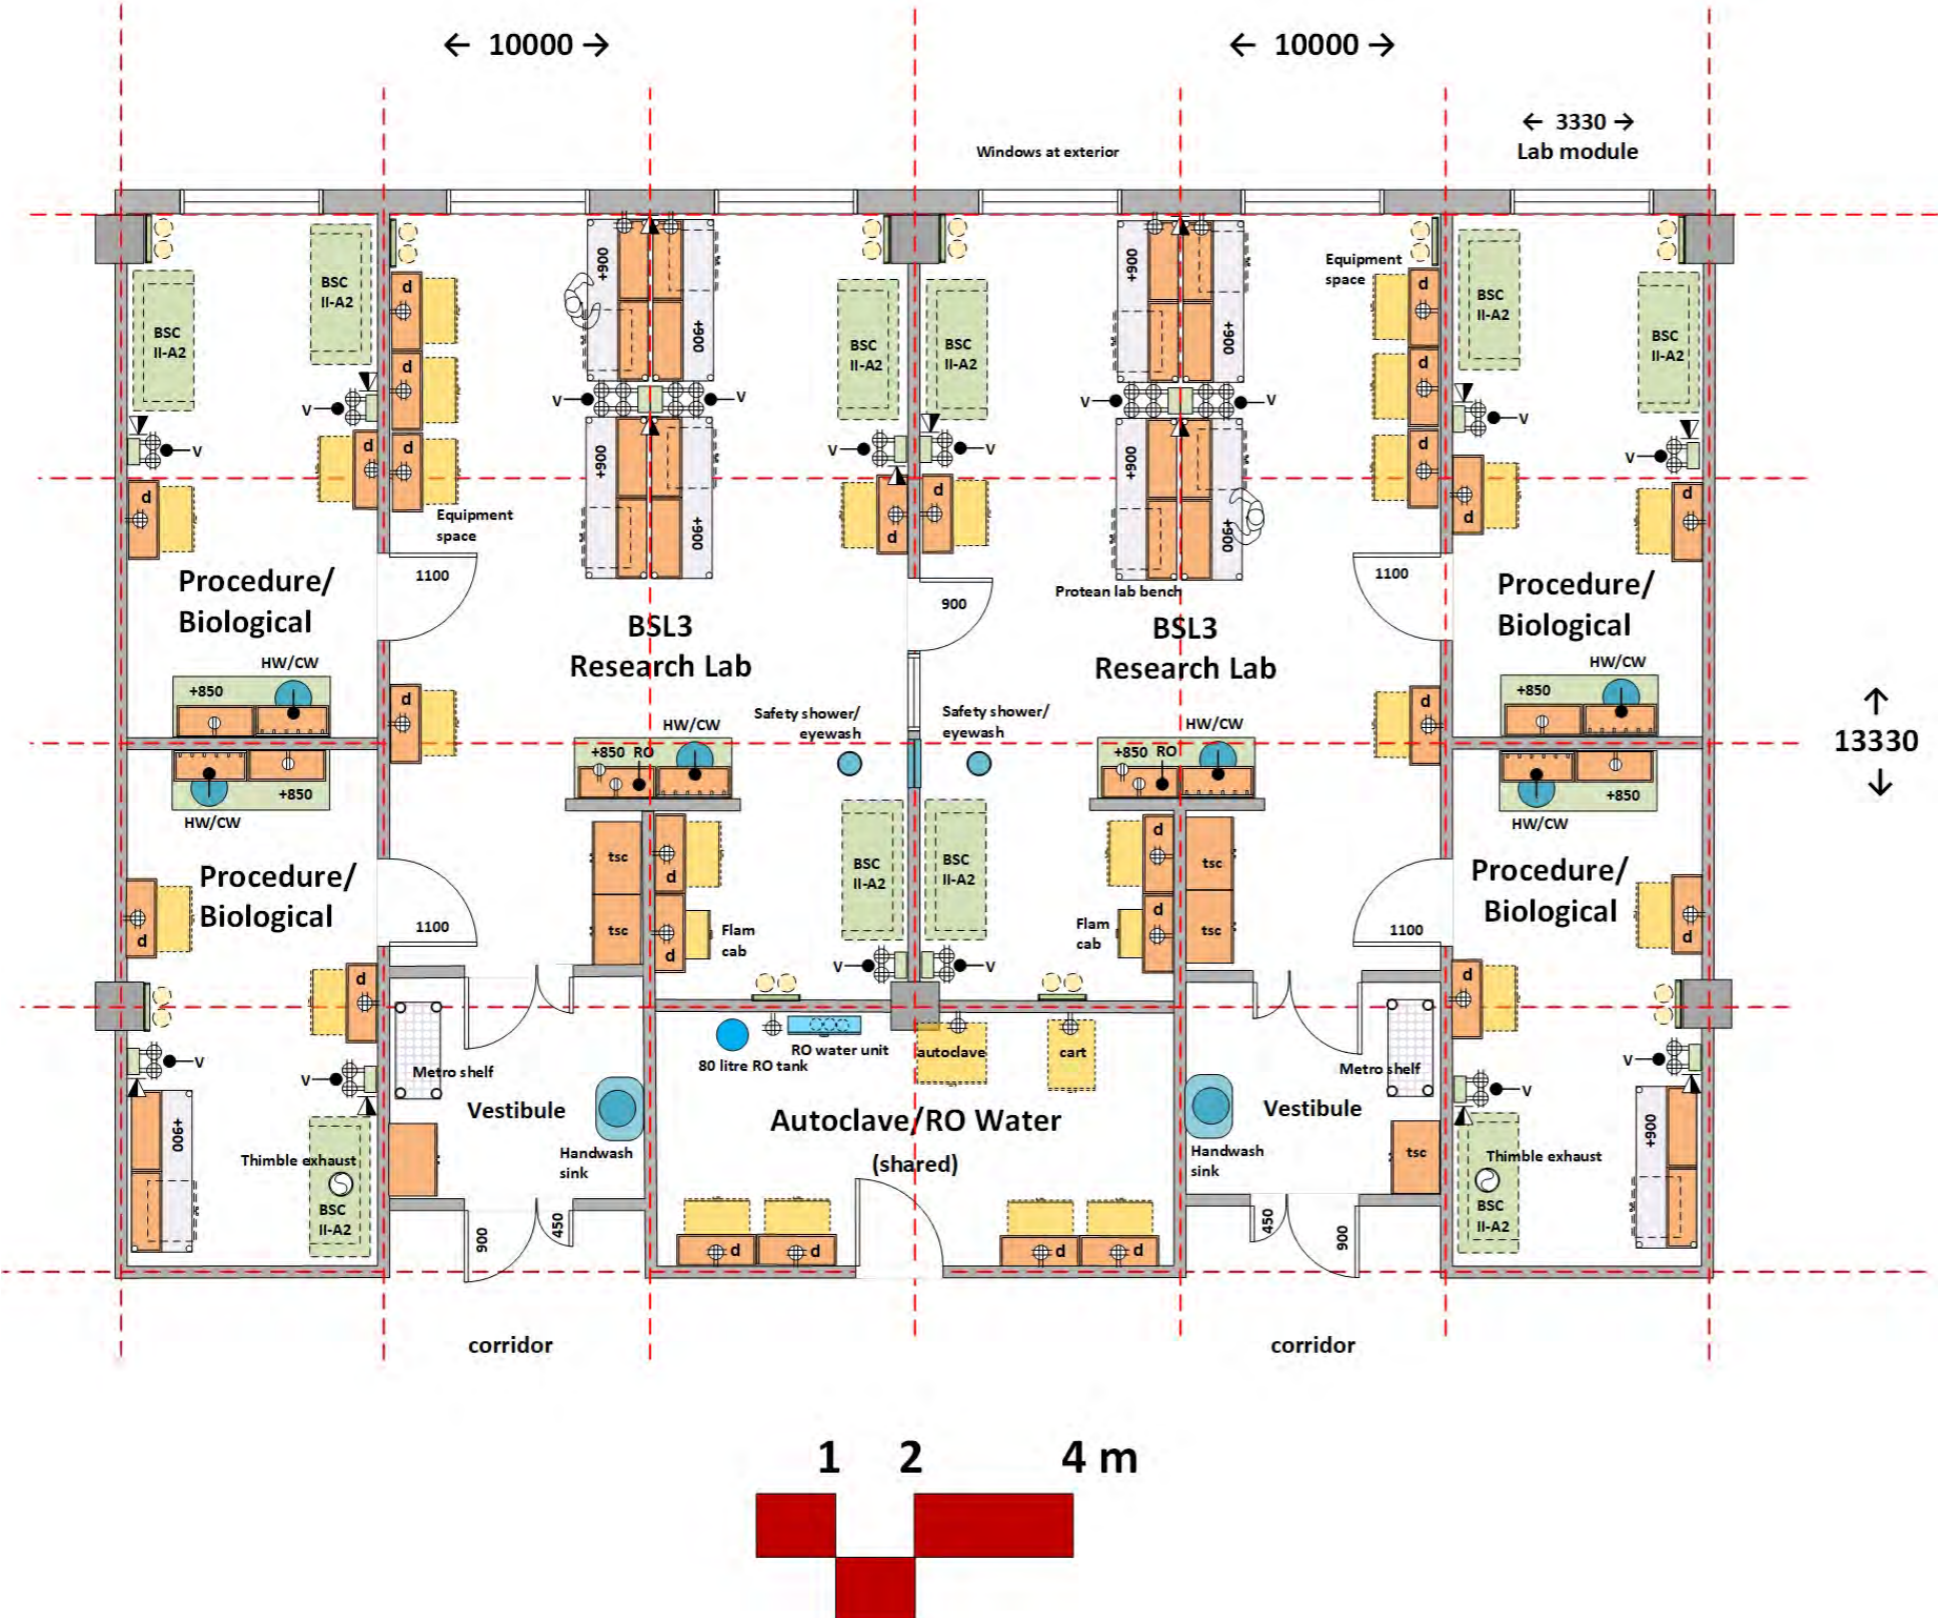 ← 10000 →
← 10000 →
← 3330 →
Lab module
Windows at exterior
BSC
II-A2
BSC
II-A2
d
d
d
d
d
V
V
+900
+900
+900
+900
V
V
BSC
II-A2
V
d
BSC
II-A2
V
d
+900
+900
+900
+900
V
V
Equipment
space
d
d
d
BSC
II-A2
BSC
II-A2
V
V
d
d
Equipment
space
1100
900
Protean lab bench
1100
Procedure/
Biological
BSL3
Research Lab
BSL3
Research Lab
Procedure/
Biological
HW/CW
+850
d
Safety shower/
eyewash
Safety shower/
eyewash
HW/CW
+850 RO
HW/CW
+850 RO
d
HW/CW
+850
↑
13330
↓
+850
HW/CW
+850
HW/CW
Procedure/
Biological
d
1100
d
tsc
tsc
d
d
Flam
cab
BSC
II-A2
V
BSC
II-A2
V
Flam
cab
d
d
tsc
tsc
1100
Procedure/
Biological
d
d
V
V
+900
Thimble exhaust
BSC
II-A2
Metro shelf
Vestibule
Handwash
sink
900
450
80 litre RO tank
RO water unit
autoclave
cart
Autoclave/RO Water
(shared)
d
d
d
d
Metro shelf
Vestibule
Handwash
sink
tsc
450
900
V
V
Thimble exhaust
BSC
II-A2
+900
corridor
corridor
1 2 4 m